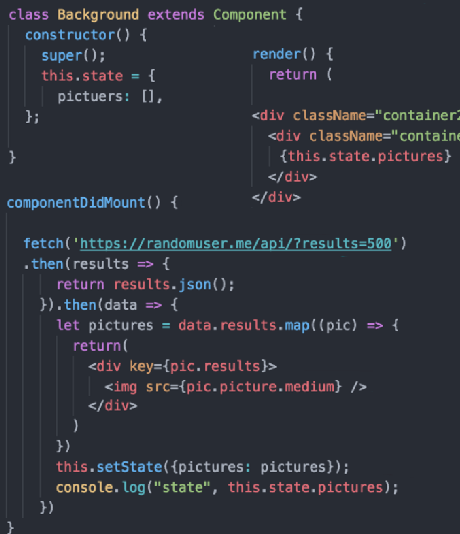 class Background extends Component {
constructor() {
super();
this.state = {
pictuers: [],
};
}
render() {
return (
<div className="container2
<div className="containe
{this.state.pictures}
</div>
</div>
componentDidMount() {
fetch('https://randomuser.me/api/?results=500')
.then(results => {
return results.json();
}).then(data => {
let pictures = data.results.map((pic) => {
return(
<div key={pic.results}>
<img src={pic.picture.medium} />
</div>
)
})
this.setState({pictures: pictures});
console.log("state", this.state.pictures);
})
}